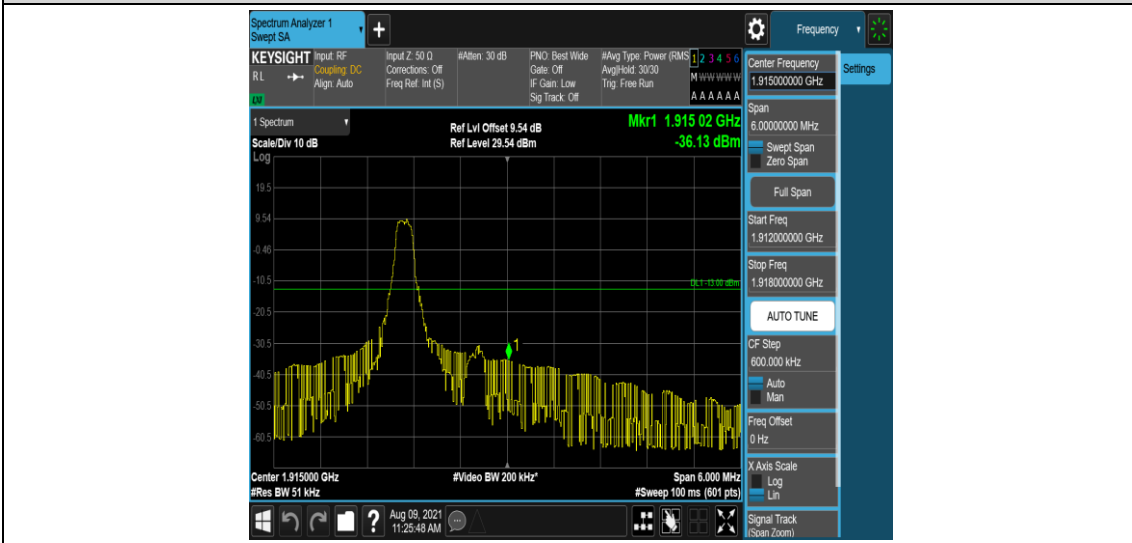 Spectrum Analyzer 1
Swept SA
+
Frequency
KEYSIGHT
Input: RF
Input Z: 50 Ω
#Atten: 30 dB
PNO: Best Wide
#Avg Type: Power (RMS
1 2 3 4 5 6
R L
Coupling: DC
Corrections: Off
Gate: Off
Avg|Hold: 30/30
M W W W W W
Align: Auto
Freq Ref: Int (S)
IF Gain: Low
Trig: Free Run
Sig Track: Off
A A A A A A
LXI
1 Spectrum
Ref Lvl Offset 9.54 dB
Mkr1 1.915 02 GHz
Scale/Div 10 dB
Ref Level 29.54 dBm
-36.13 dBm
Log
19.5
9.54
-0.46
-10.5
DL1 -13.00 dBm
-20.5
-30.5
1
-40.5
-50.5
-60.5
Center 1.915000 GHz
#Video BW 200 kHz*
Span 6.000 MHz
#Res BW 51 kHz
#Sweep 100 ms (601 pts)
Center Frequency
1.915000000 GHz
Settings
Span
6.00000000 MHz
Swept Span
Zero Span
Full Span
Start Freq
1.912000000 GHz
Stop Freq
1.918000000 GHz
AUTO TUNE
CF Step
600.000 kHz
Auto
Man
Freq Offset
0 Hz
X Axis Scale
Log
Lin
Signal Track
(Span Zoom)
?
Aug 09, 2021
11:25:48 AM